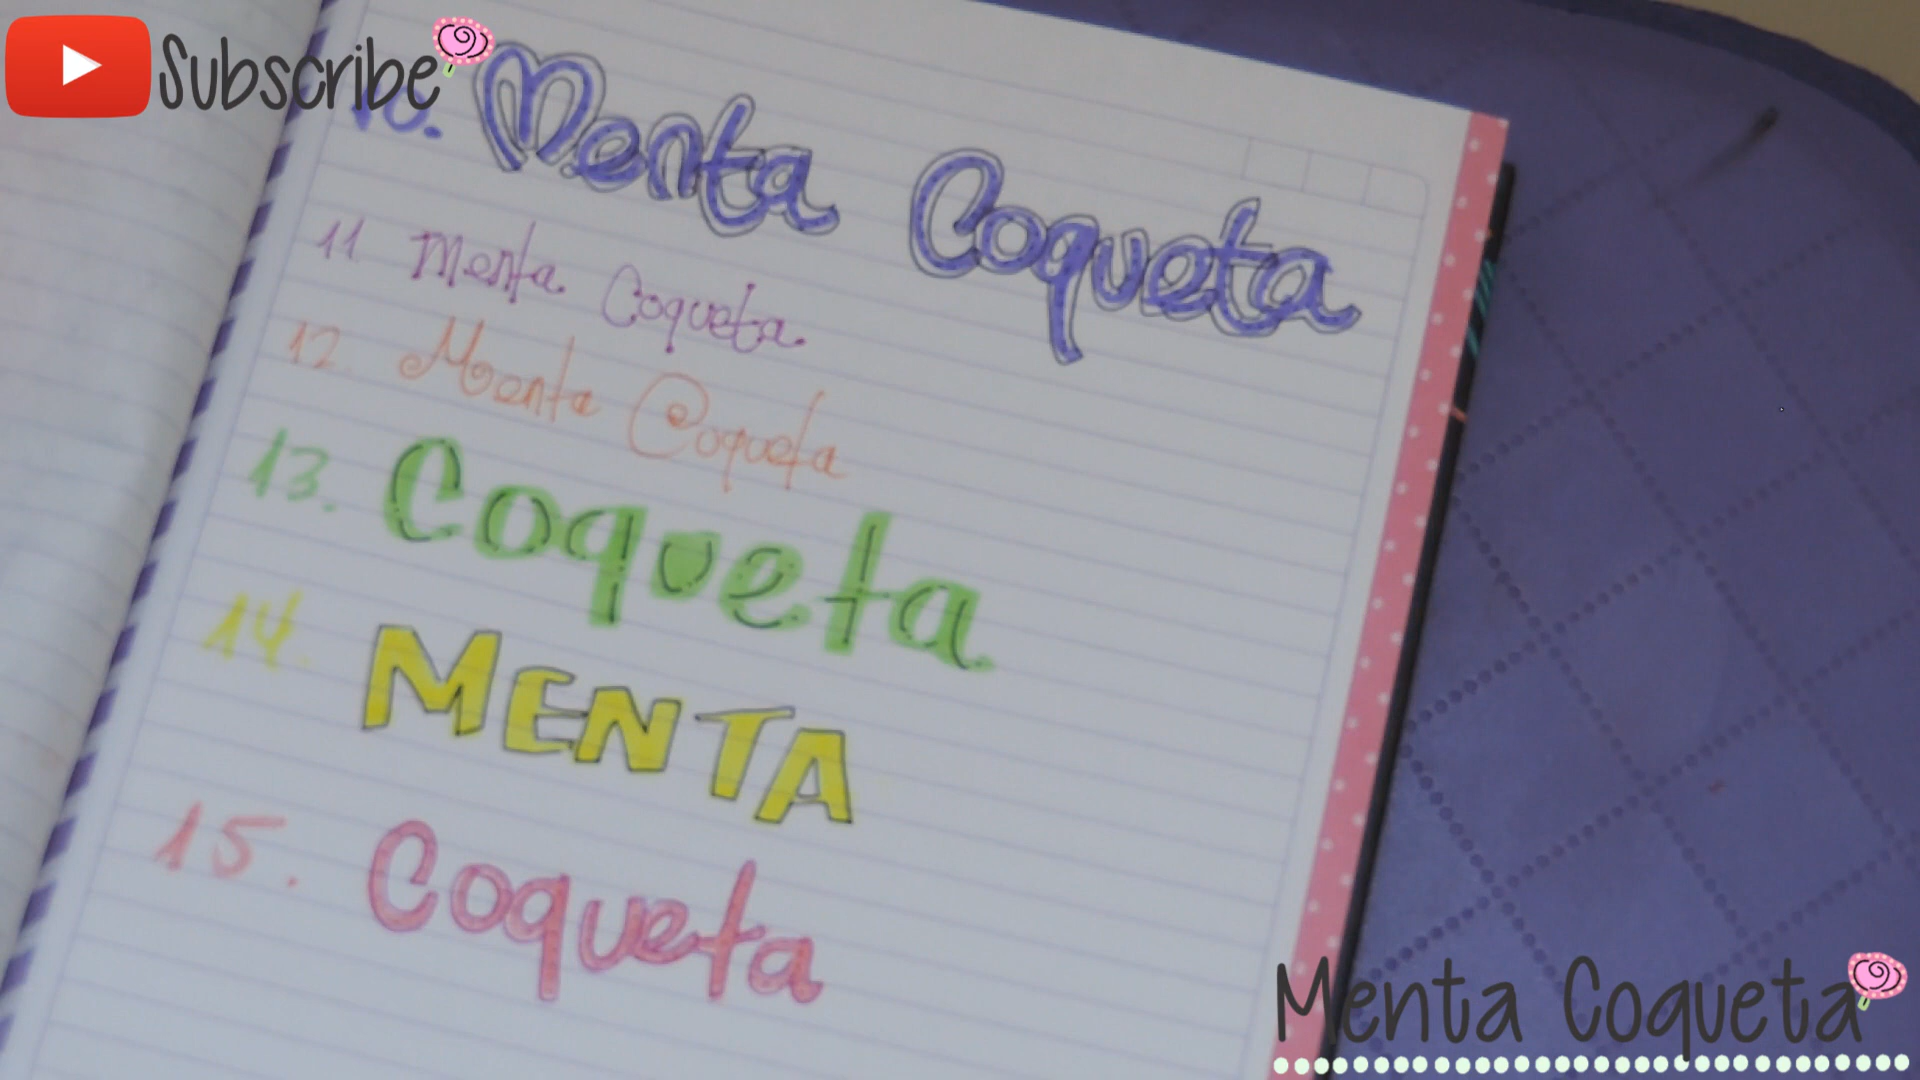 Subscribe
10. Menta Coqueta
11 Menta Coqueta.
12. Menta Coqueta
13. Coqueta
14. MENTA
15. Coqueta
Menta Coqueta